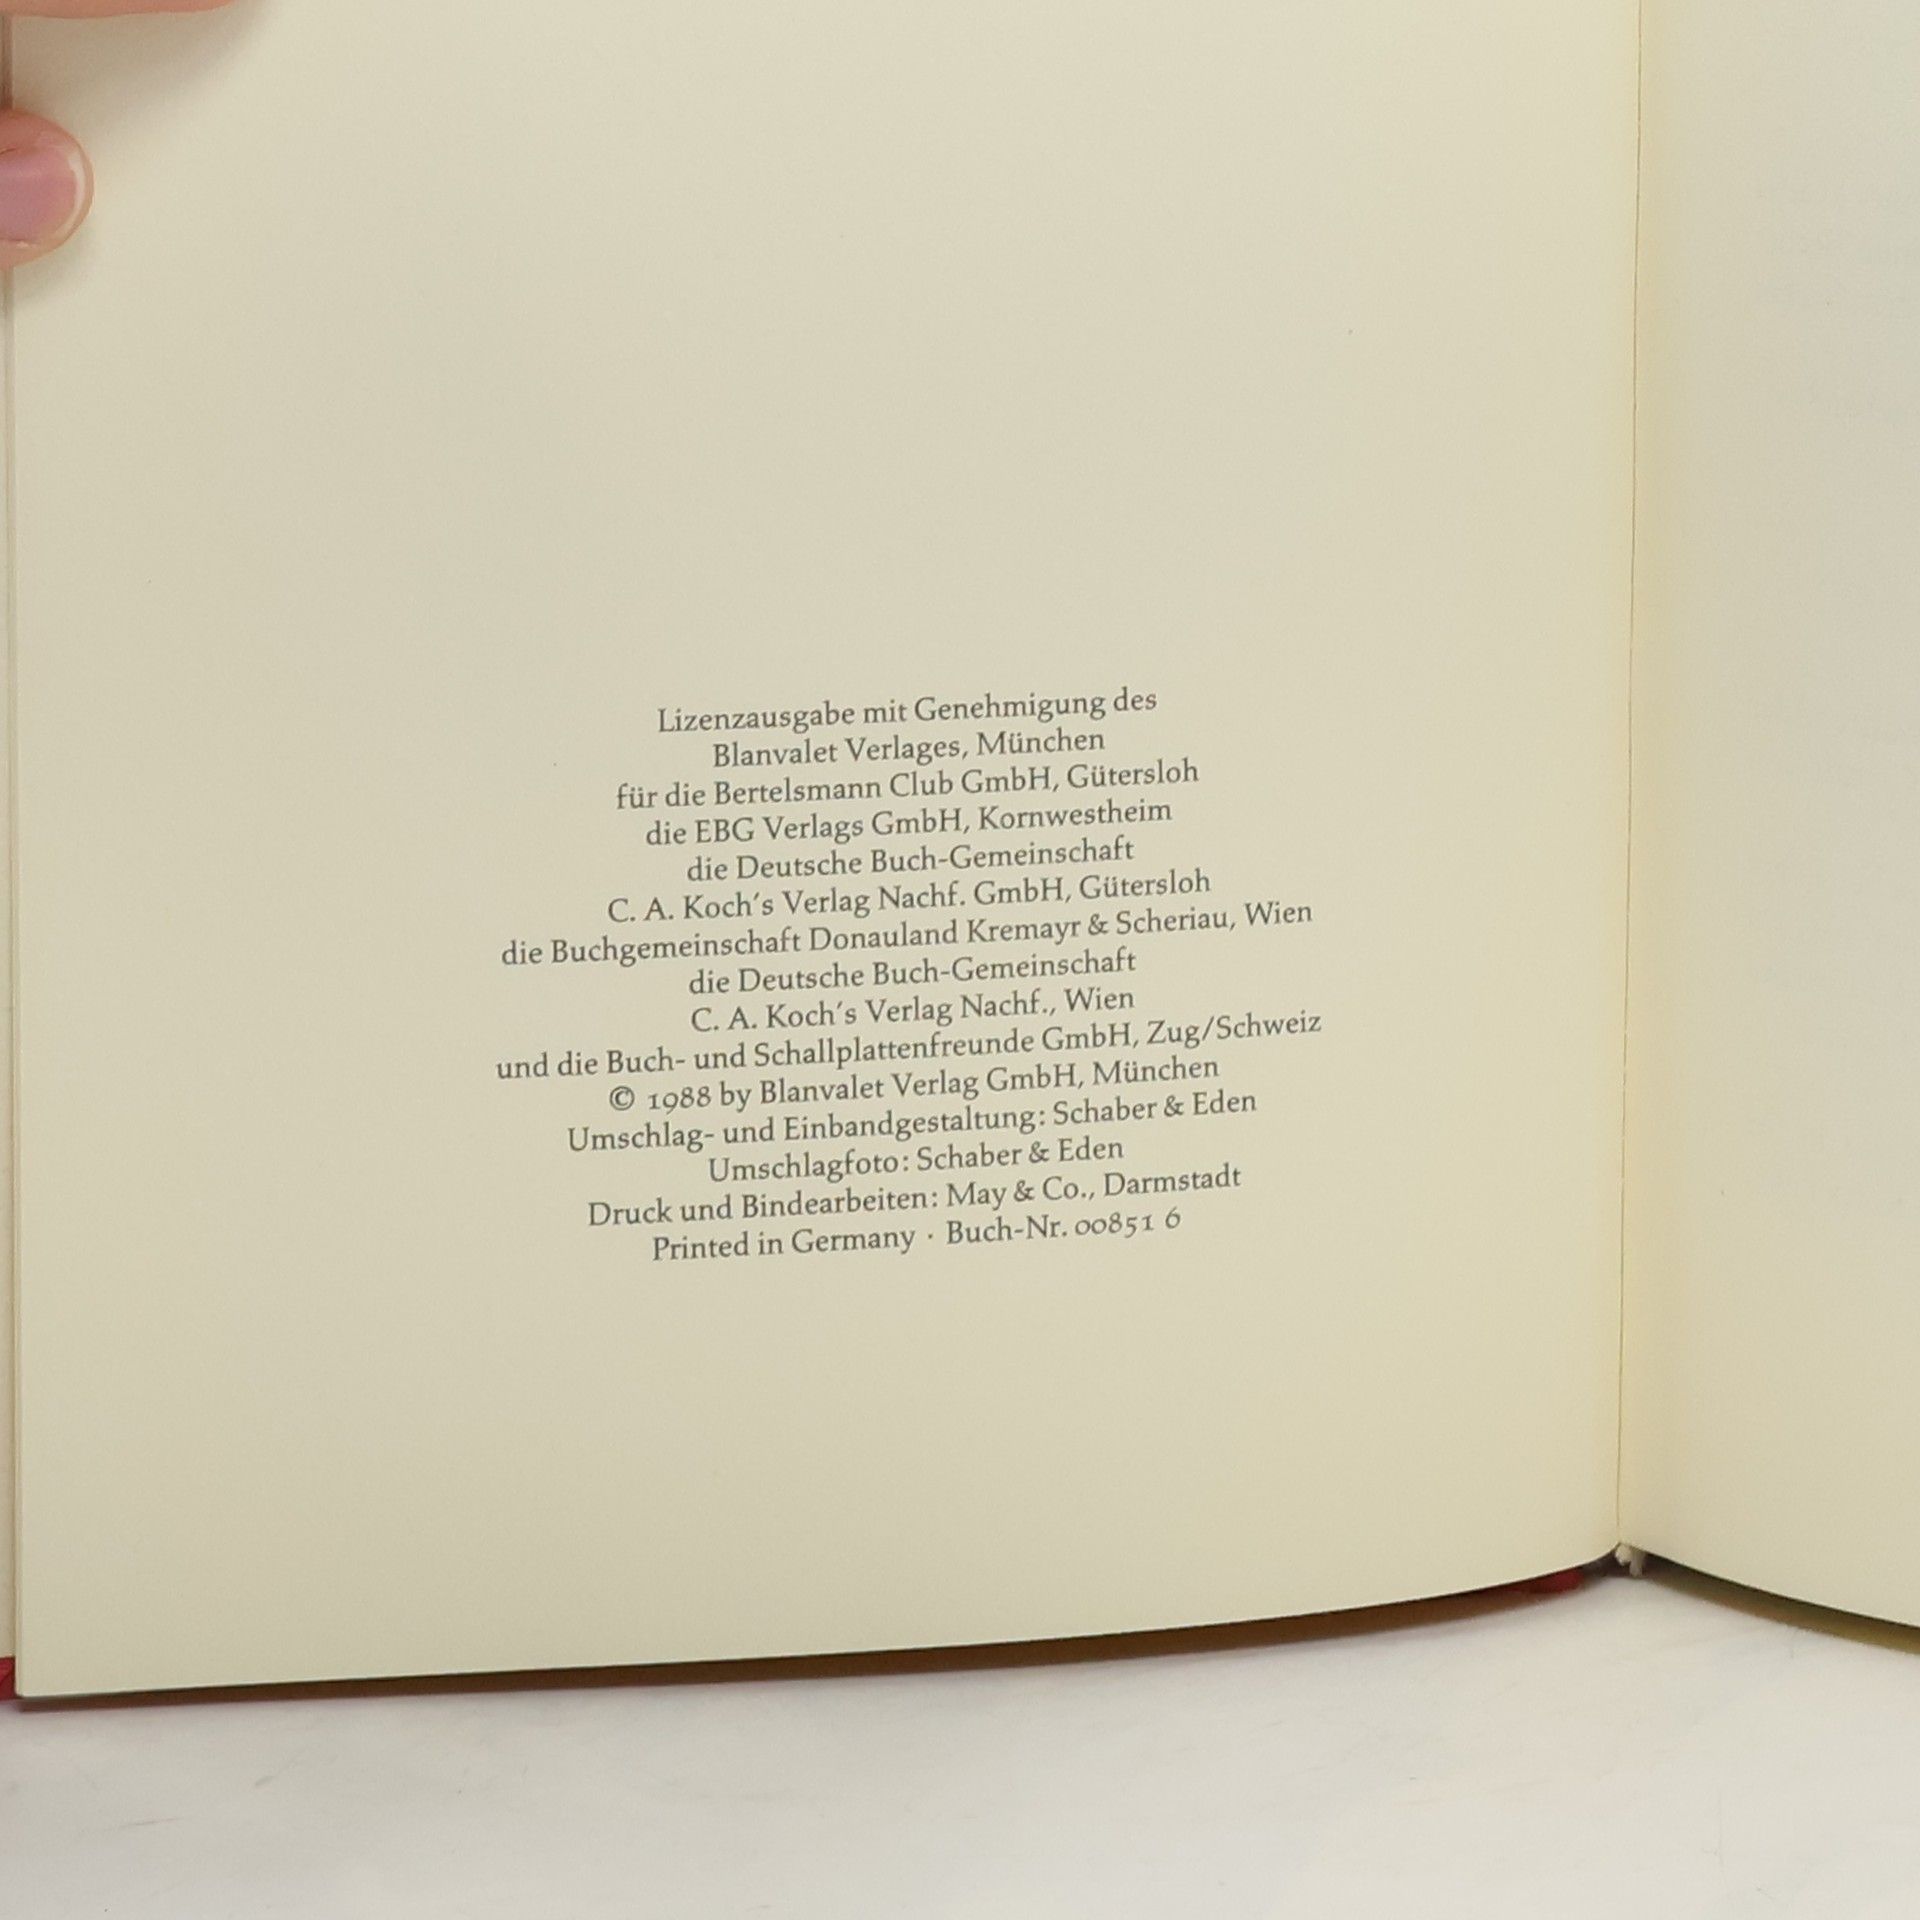 Lizenzausgabe mit Genehmigung des
Blanvalet Verlages, München
für die Bertelsmann Club GmbH, Gütersloh
die EBG Verlags GmbH, Kornwestheim
die Deutsche Buch-Gemeinschaft
C. A. Koch's Verlag Nachf. GmbH, Gütersloh
die Buchgemeinschaft Donauland Kremayr & Scheriau, Wien
die Deutsche Buch-Gemeinschaft
C. A. Koch's Verlag Nachf., Wien
und die Buch- und Schallplattenfreunde GmbH, Zug/Schweiz
© 1988 by Blanvalet Verlag GmbH, München
Umschlag- und Einbandgestaltung: Schaber & Eden
Umschlagfoto: Schaber & Eden
Druck und Bindearbeiten: May & Co., Darmstadt
Printed in Germany · Buch-Nr. 00851 6